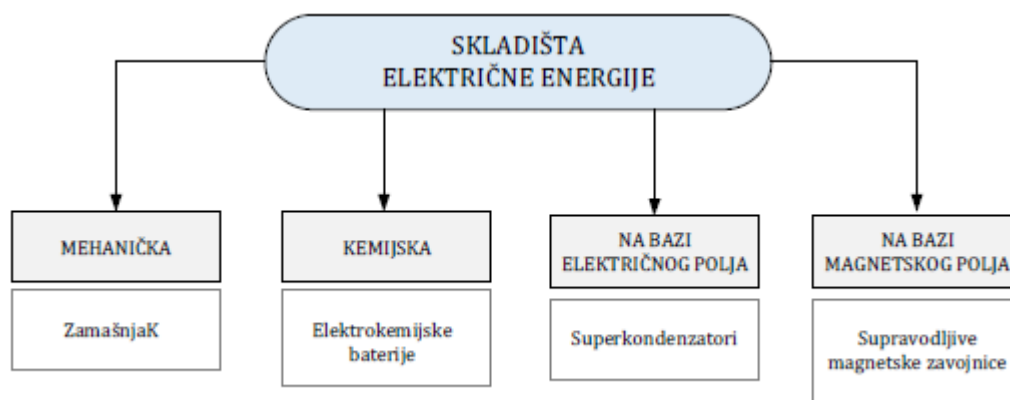 SKLADIŠTA
ELEKTRIČNE ENERGIJE
MEHANIČKA
ZamašnjaK
KEMIJSKA
Elektrokemijske
baterije
NA BAZI
ELEKTRIČNOG POLJA
Superkondenzatori
NA BAZI
MAGNETSKOG POLJA
Supravodljive
magnetske zavojnice